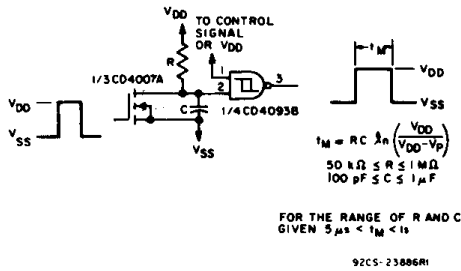 VDD
TO CONTROL
SIGNAL
OR VDD
R
1/3CD4007A
1
2
3
C
1/4CD4093B
VDD
VSS
VSS
tM
VDD
VSS
tM = RC ln (VDD / VDD-VP)
50 kΩ ≤ R ≤ 1 MΩ
100 pF ≤ C ≤ 1 μF
FOR THE RANGE OF R AND C
GIVEN 5 μs < tM < 1s
92CS-23886R1